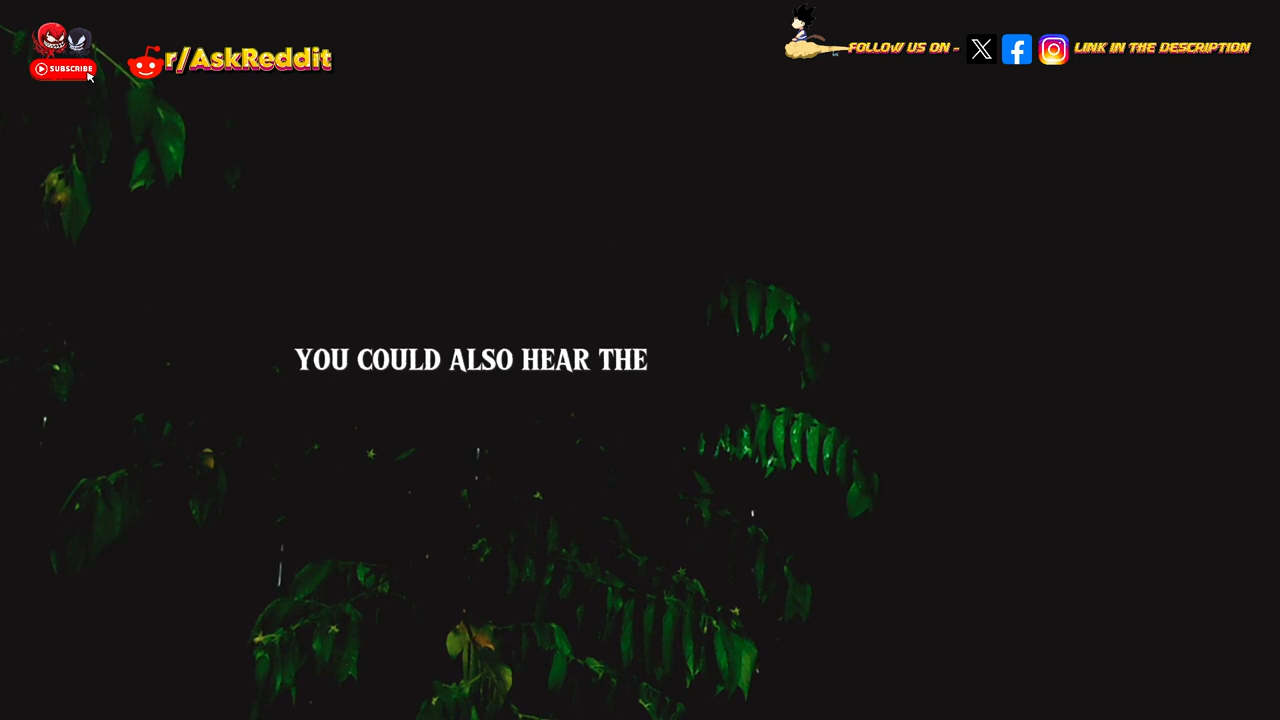 SUBSCRIBE
r/AskReddit
FOLLOW US ON -
LINK IN THE DESCRIPTION
YOU COULD ALSO HEAR THE